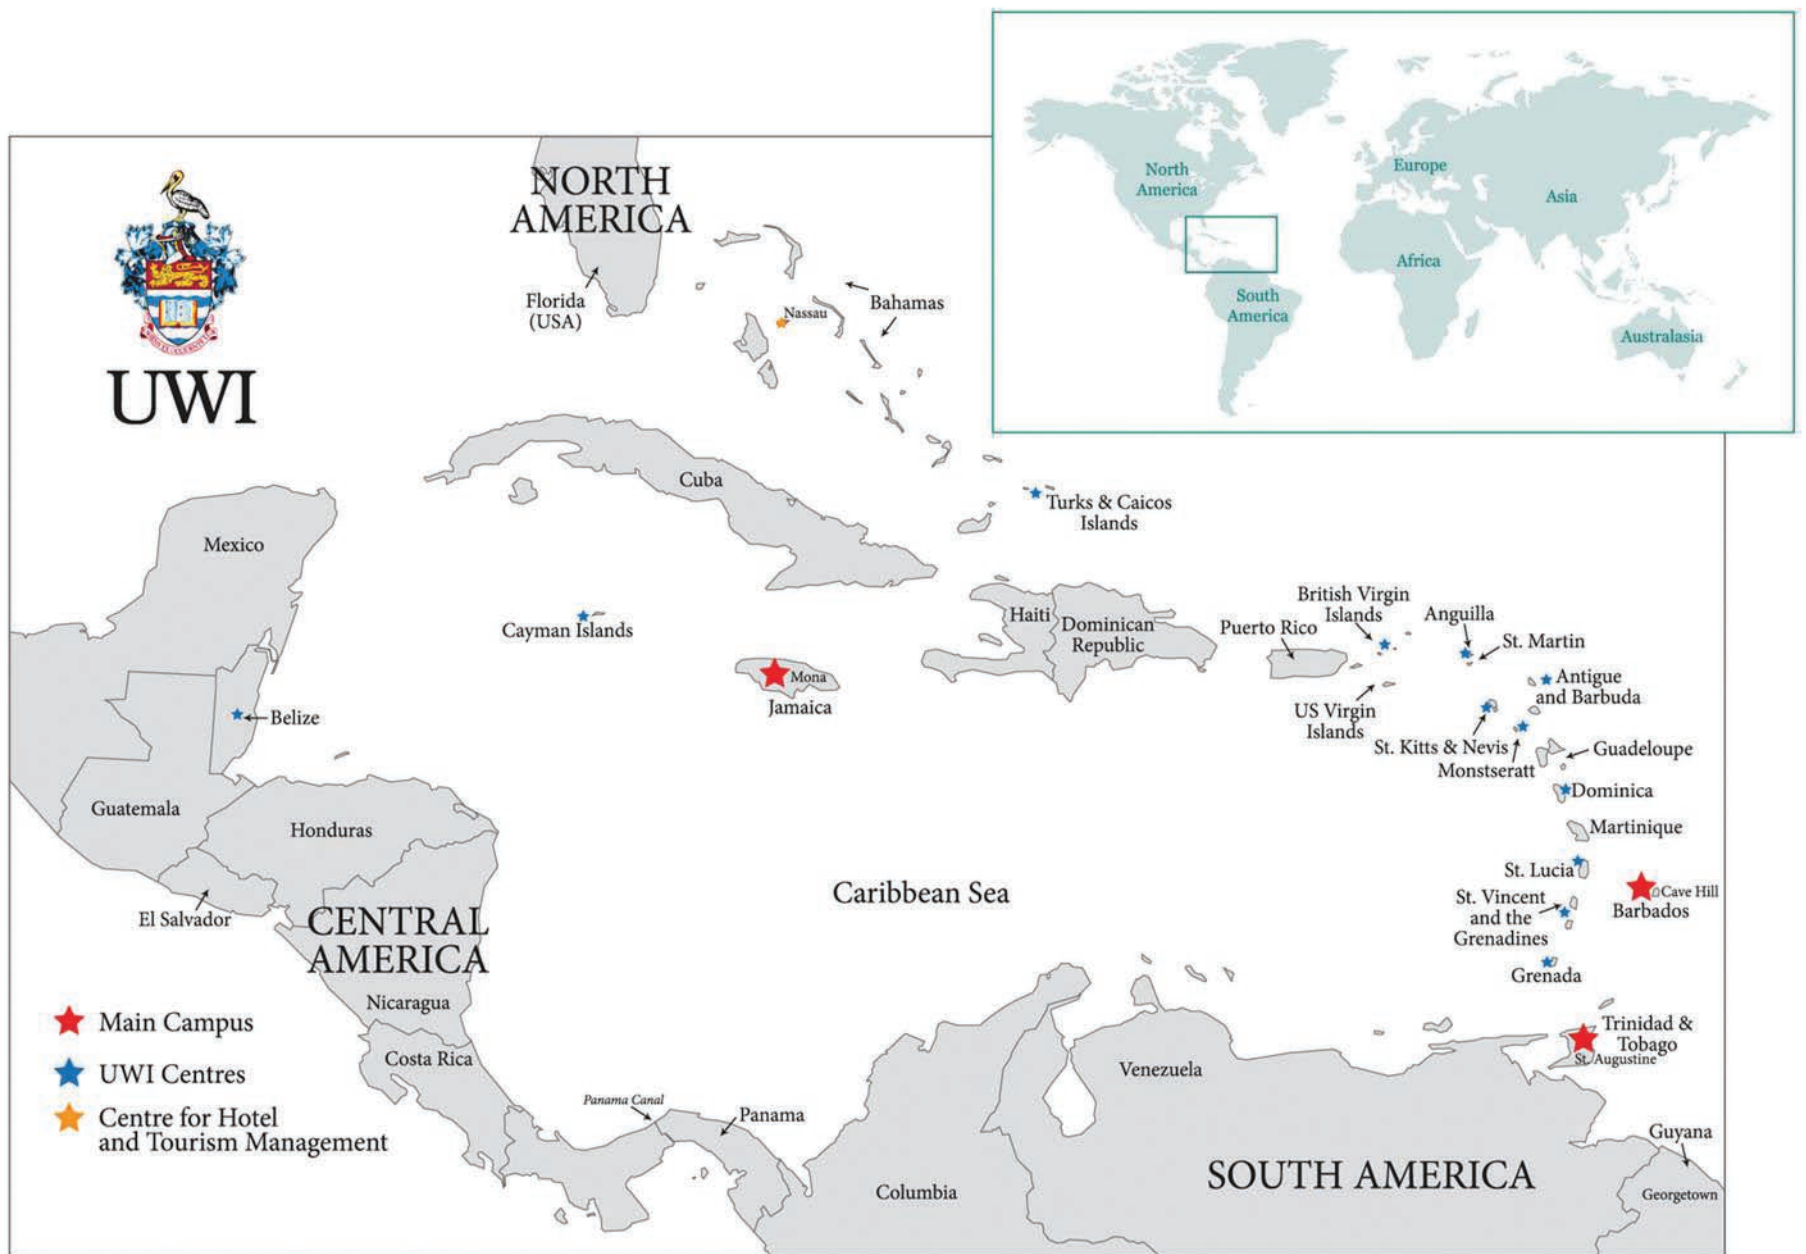 North
America
Europe
Asia
Africa
South
America
Australasia
UWI
NORTH
AMERICA
Florida
(USA)
Bahamas
Nassau
Cuba
Turks & Caicos
Islands
Mexico
Cayman Islands
Haiti
Dominican
Republic
Puerto Rico
British Virgin
Islands
Anguilla
St. Martin
Antigue
and Barbuda
Mona
Jamaica
US Virgin
Islands
St. Kitts & Nevis
Monstseratt
Guadeloupe
Belize
Dominica
Guatemala
Honduras
Martinique
St. Lucia
Cave Hill
Barbados
Caribbean Sea
St. Vincent
and the
Grenadines
El Salvador
CENTRAL
AMERICA
Grenada
Nicaragua
Main Campus
Trinidad &
Tobago
St. Augustine
Costa Rica
Venezuela
UWI Centres
Panama Canal
Panama
Centre for Hotel
and Tourism Management
Guyana
SOUTH AMERICA
Columbia
Georgetown